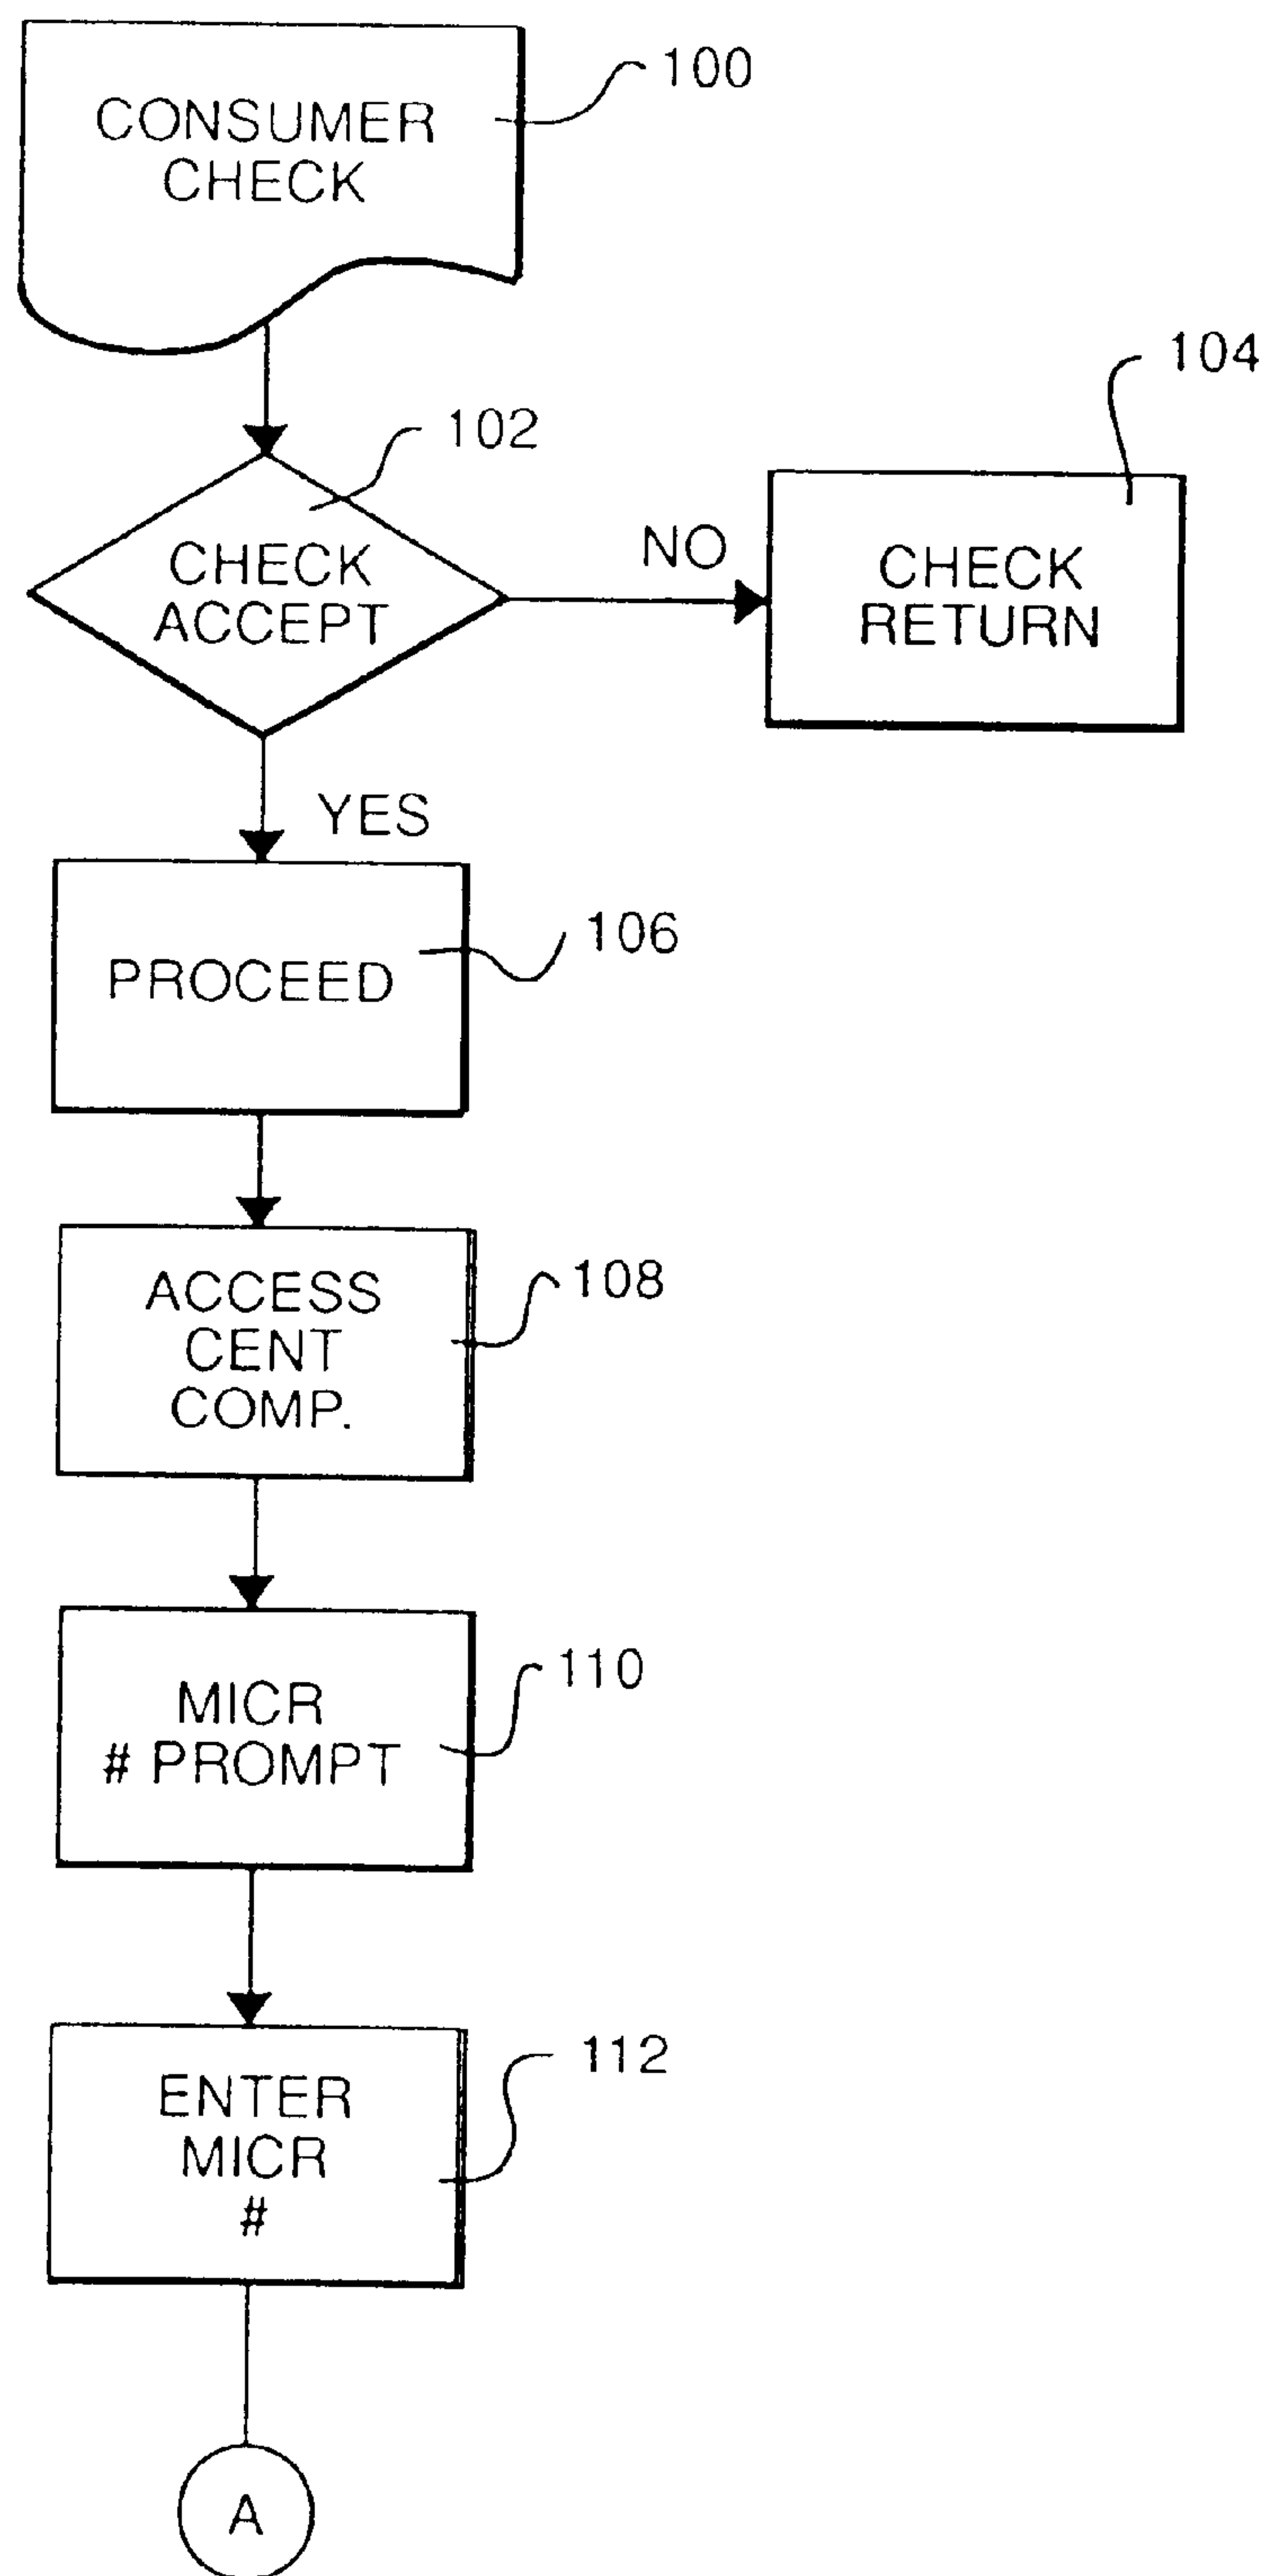 100
CONSUMER
CHECK
104
102
CHECK
ACCEPT
NO
CHECK
RETURN
YES
106
PROCEED
108
ACCESS
CENT
COMP.
110
MICR
# PROMPT
112
ENTER
MICR
#
A